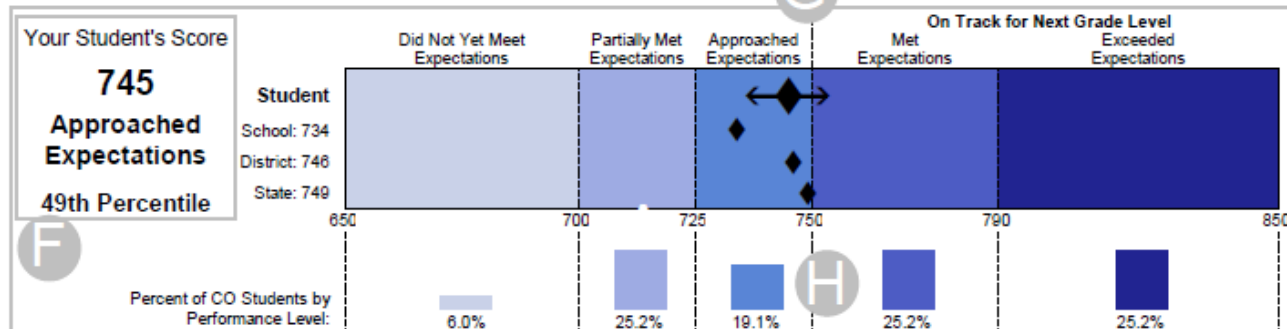 G
On Track for Next Grade Level
Your Student's Score
745
Approached
Expectations
49th Percentile
F
Did Not Yet Meet
Expectations
Partially Met
Expectations
Approached
Expectations
Met
Expectations
Exceeded
Expectations
Student
School: 734
District: 746
State: 749
650 700 725 750 790 850
H
Percent of CO Students by
Performance Level:
6.0% 25.2% 19.1% 25.2% 25.2%